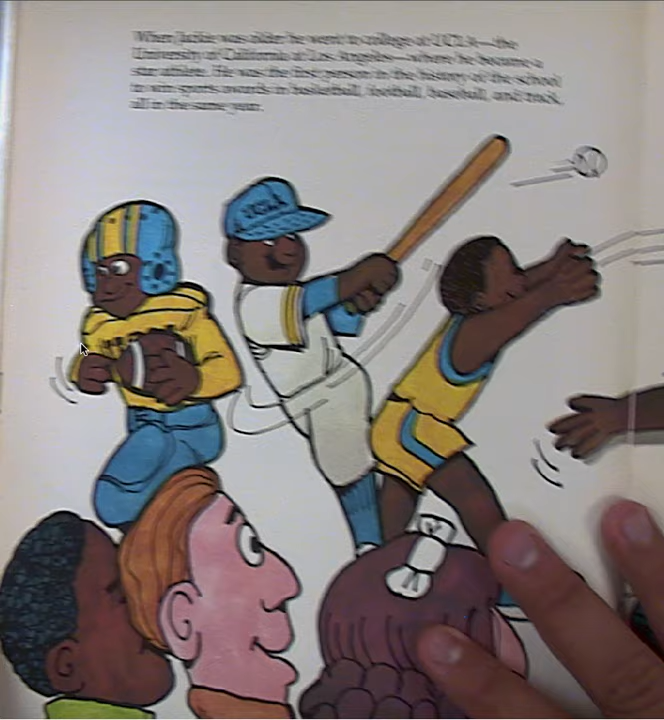 When Jackie was older he went to college at UCLA—the
University of California at Los Angeles—where he became a
star athlete. He was the first person in the history of the school
to win sports awards in basketball, football, baseball, and track,
all in the same year.
UCLA